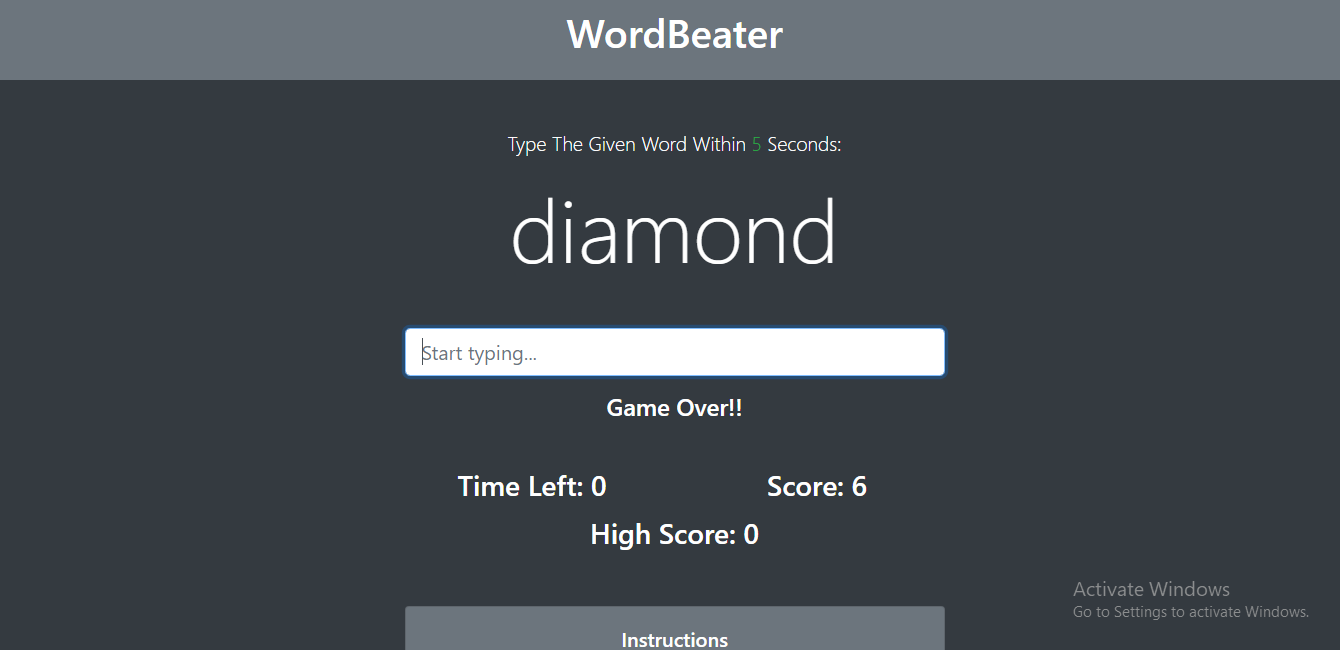 WordBeater
Type The Given Word Within 5 Seconds:
diamond
Start typing...
Game Over!!
Time Left: 0 Score: 6
High Score: 0
Activate Windows
Go to Settings to activate Windows.
Instructions